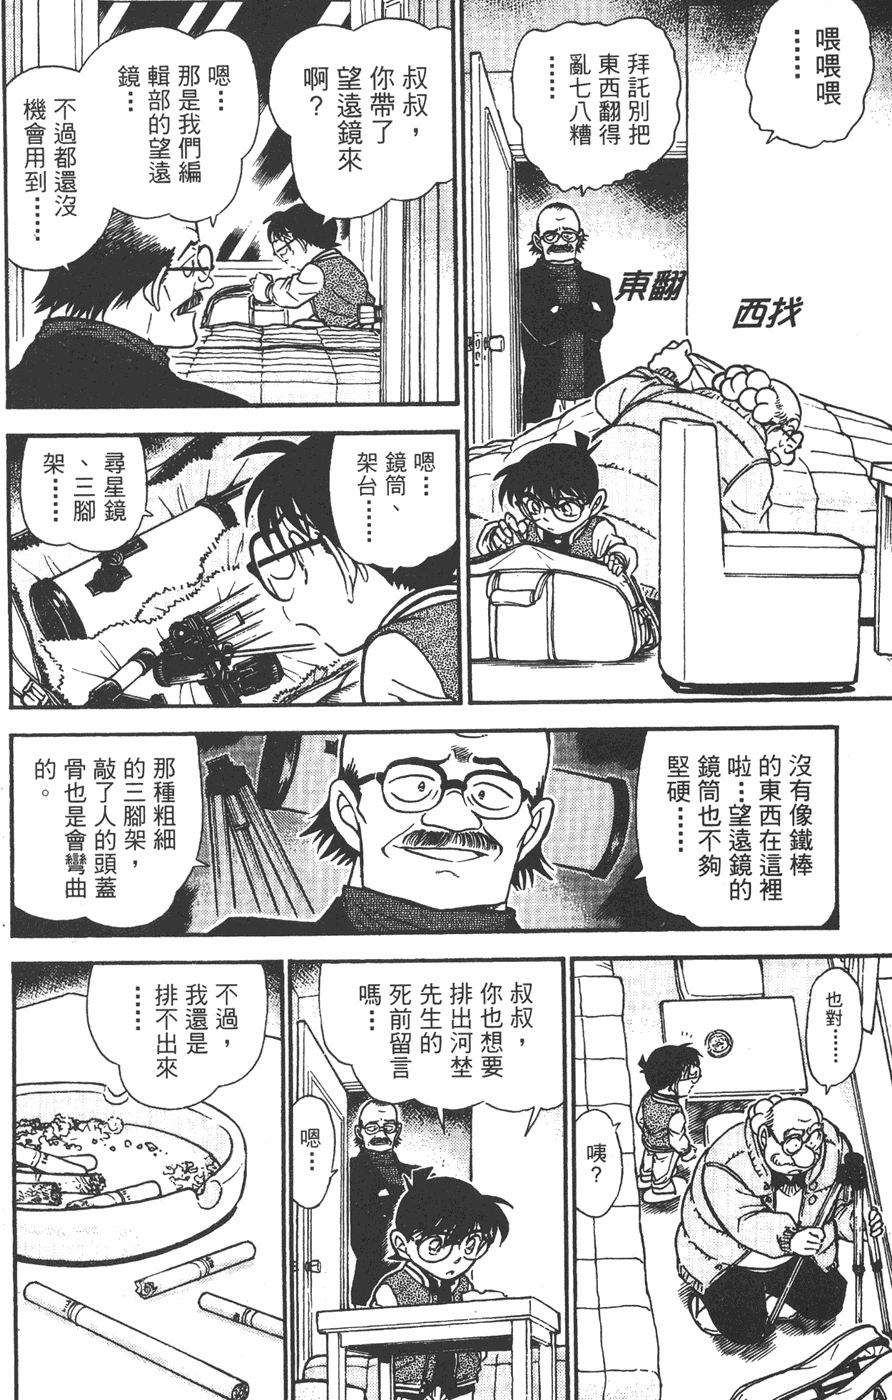 喂喂喂
……
拜託別把
東西翻得
亂七八糟
……
東翻
西找
叔叔，
你帶了
望遠鏡來
啊？
嗯…
那是我們編
輯部的望遠
鏡…
不過都還沒
機會用到……
嗯…
鏡筒、
架台……
尋星鏡
、三腳
架……
沒有像鐵棒
的東西在這裡
啦…望遠鏡的
鏡筒也不夠
堅硬……
那種粗細
的三腳架，
敲了人的頭蓋
骨也是會彎曲
的。
也對……
咦？
叔叔，
你也想要
排出河埜
先生的
死前留言
嗎…
嗯…
不過，
我還是
排不出來
……